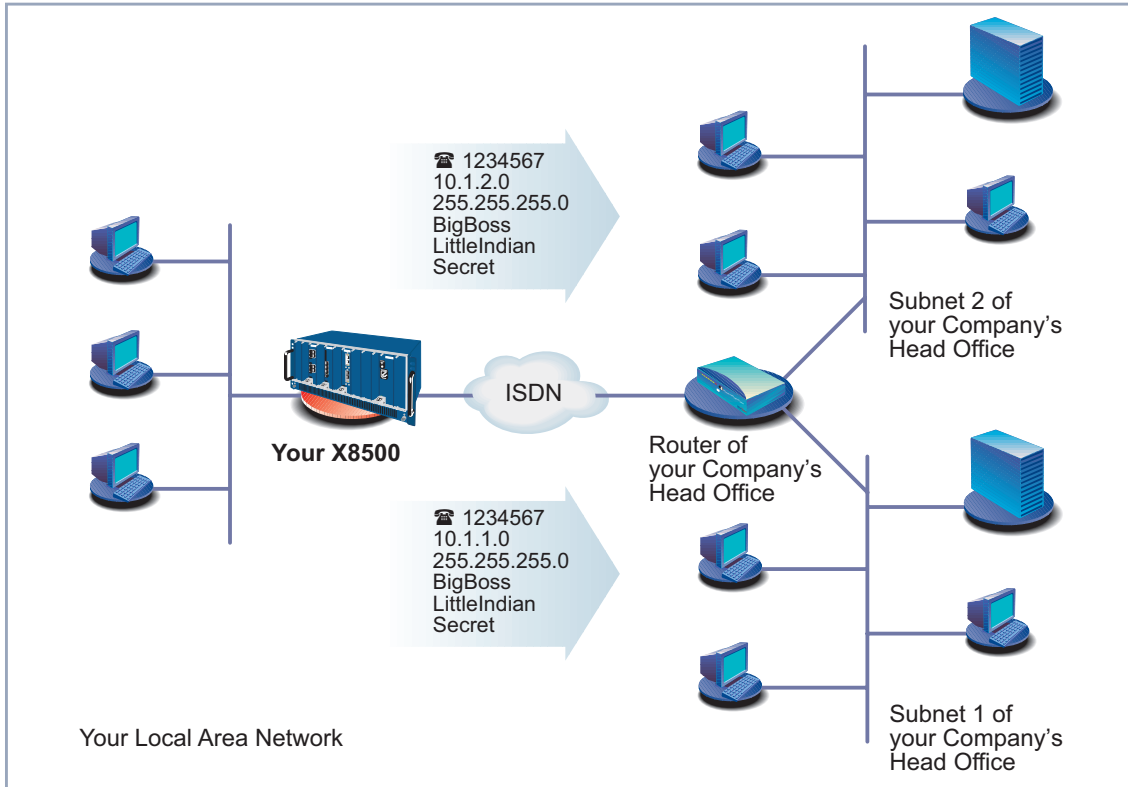 ☎ 1234567
10.1.2.0
255.255.255.0
BigBoss
LittleIndian
Secret
Subnet 2 of
your Company's
Head Office
ISDN
Your X8500
Router of
your Company's
Head Office
☎ 1234567
10.1.1.0
255.255.255.0
BigBoss
LittleIndian
Secret
Subnet 1 of
your Company's
Head Office
Your Local Area Network